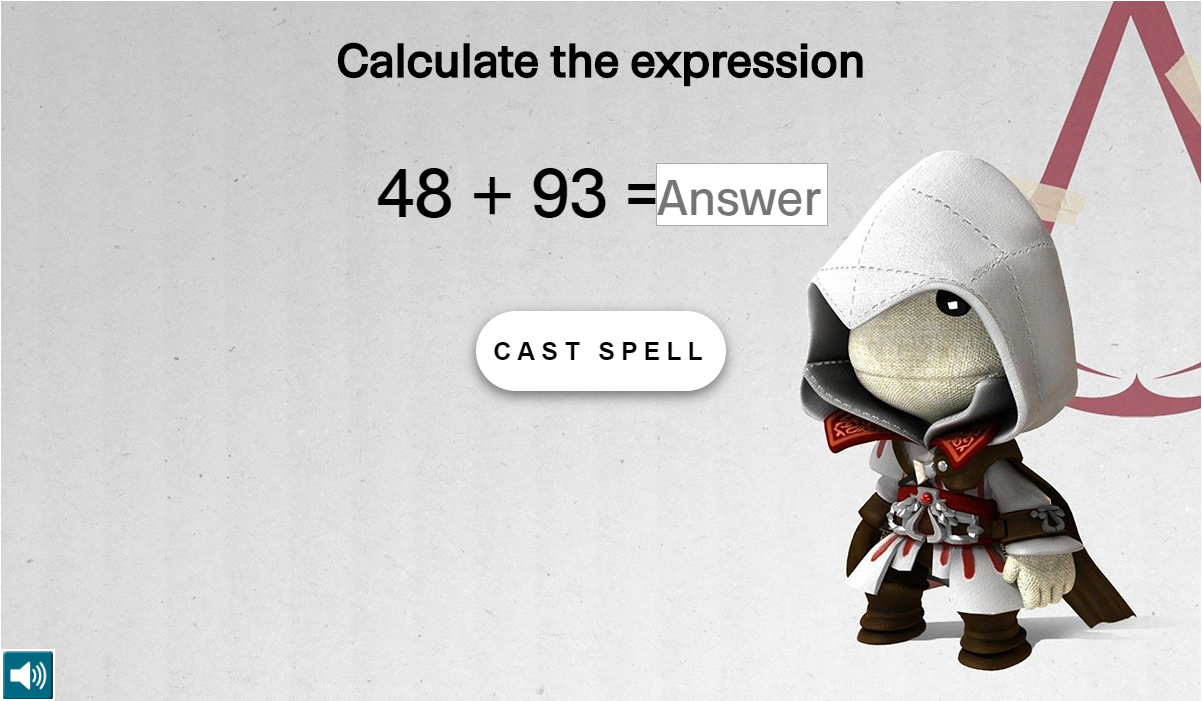 Calculate the expression
48 + 93 =Answer
CAST SPELL